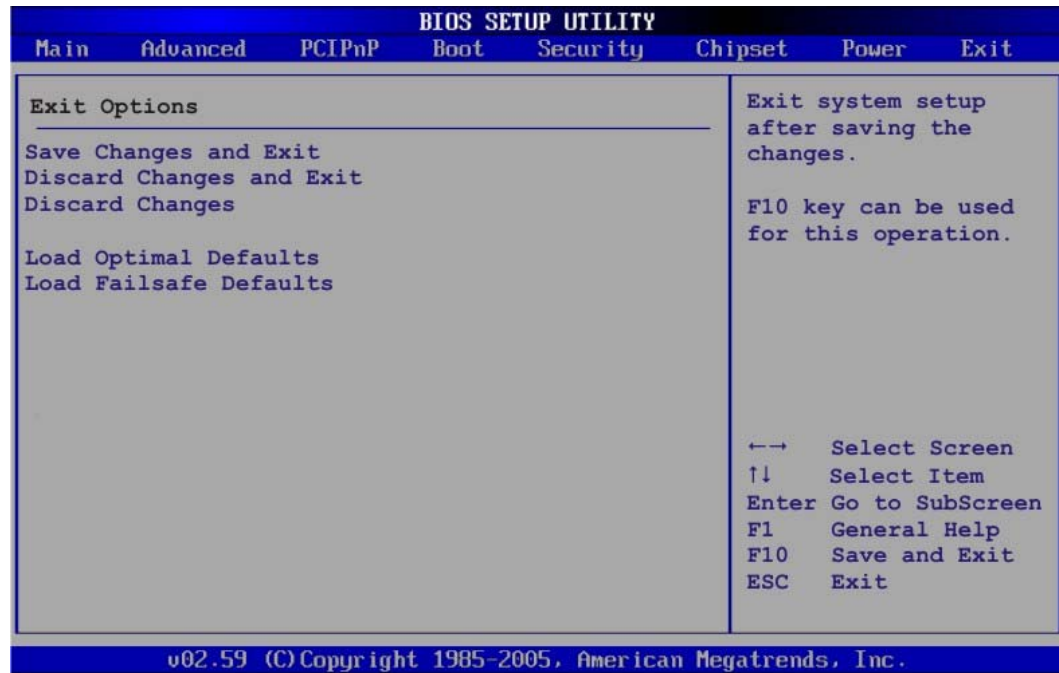 BIOS SETUP UTILITY
Main Advanced PCIPnP Boot Security Chipset Power Exit
Exit Options
Save Changes and Exit
Discard Changes and Exit
Discard Changes
Load Optimal Defaults
Load Failsafe Defaults
Exit system setup
after saving the
changes.
F10 key can be used
for this operation.
←→ Select Screen
↑↓ Select Item
Enter Go to SubScreen
F1 General Help
F10 Save and Exit
ESC Exit
v02.59 (C)Copyright 1985-2005, American Megatrends, Inc.